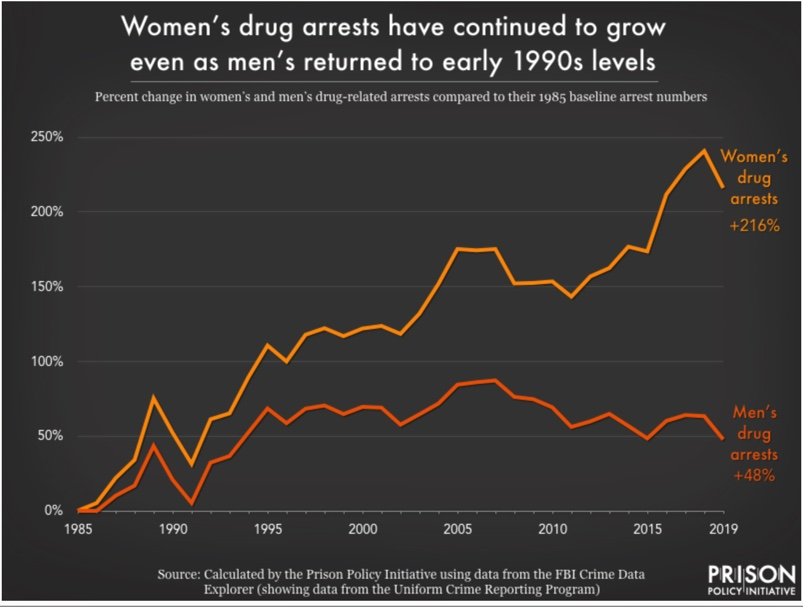 Women's drug arrests have continued to grow
even as men's returned to early 1990s levels
Percent change in women's and men's drug-related arrests compared to their 1985 baseline arrest numbers
250%
200%
150%
100%
50%
0%
Women's
drug
arrests
+216%
Men's
drug
arrests
+48%
1985 1990 1995 2000 2005 2010 2015 2019
Source: Calculated by the Prison Policy Initiative using data from the FBI Crime Data
Explorer (showing data from the Uniform Crime Reporting Program)
PRISON
POLICY INITIATIVE